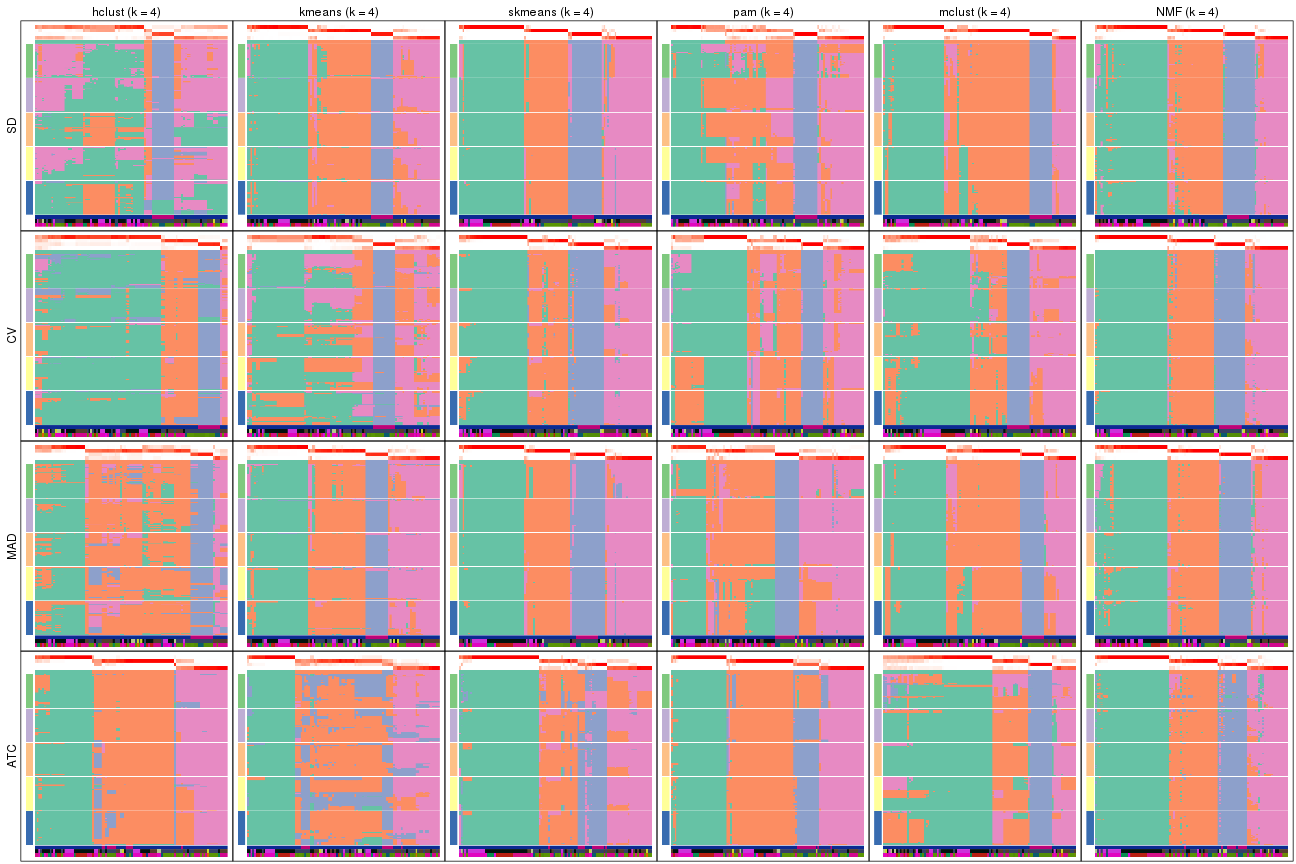 hclust (k = 4) kmeans (k = 4) skmeans (k = 4) pam (k = 4) mclust (k = 4) NMF (k = 4)
SD
CV
MAD
ATC